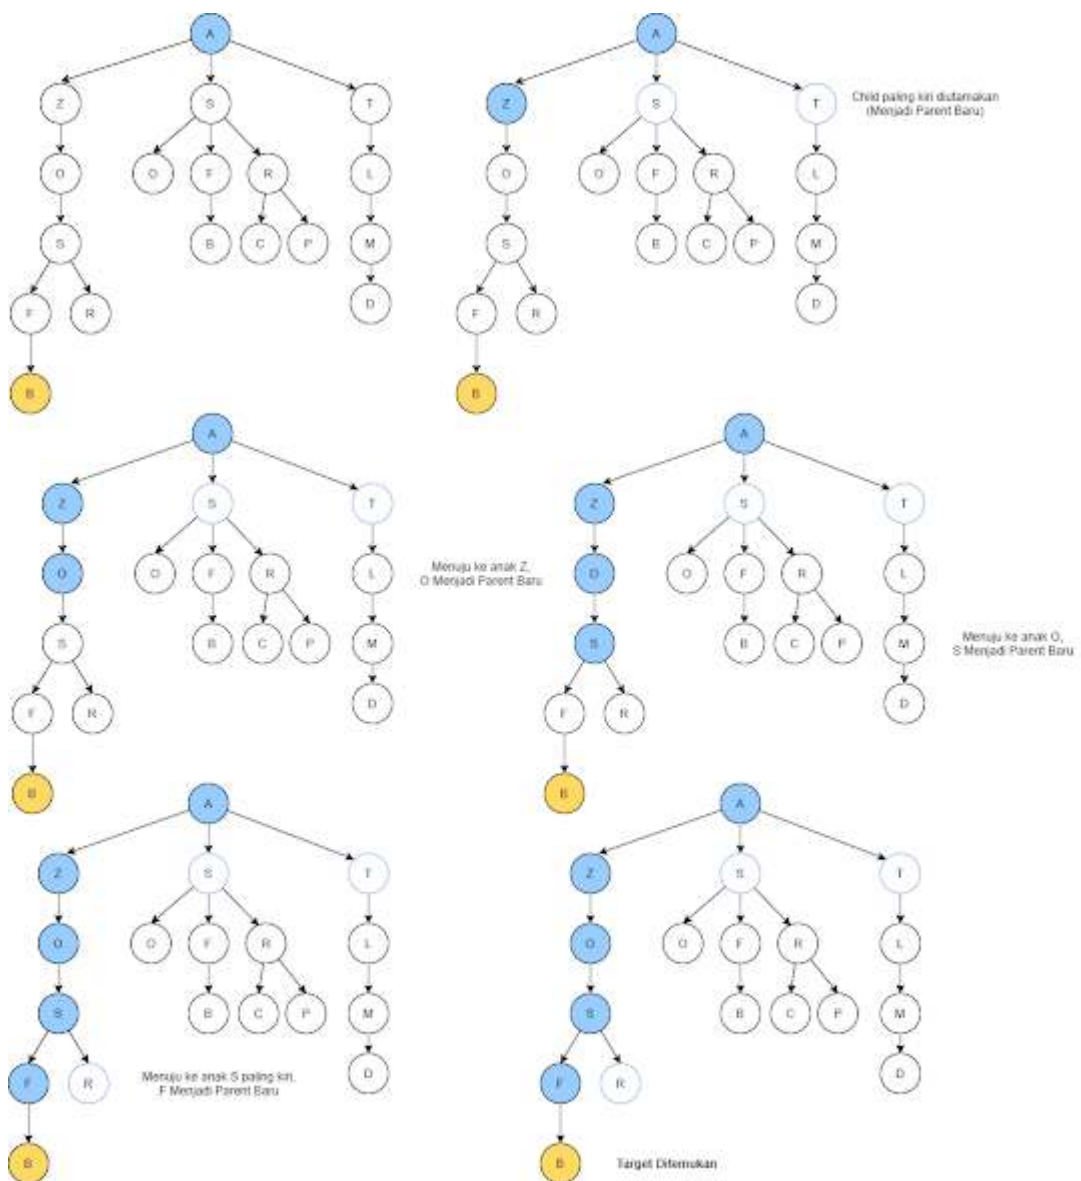 A
Z S T
O O F R L
S B C P M
F R D
B
A
Z S T
O O F R L
S B C P M
F R D
B
Child paling kiri diutamakan
(Menjadi Parent Baru)
A
Z S T
O O F R L
S B C P M
F R D
B
Menuju ke anak Z,
O Menjadi Parent Baru
A
Z S T
O O F R L
S B C P M
F R D
B
Menuju ke anak O,
S Menjadi Parent Baru
A
Z S T
O O F R L
S B C P M
F R D
B
Menuju ke anak S paling kiri,
F Menjadi Parent Baru
A
Z S T
O O F R L
S B C P M
F R D
B
Target Ditemukan